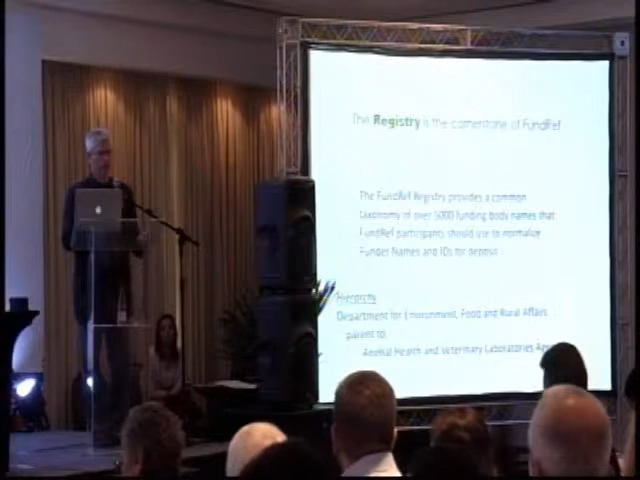 The Registry is the cornerstone of FundRef
The FundRef Registry provides a common
taxonomy of over 5000 funding body names that
FundRef participants should use to normalize
Funder Names and IDs for deposit
Hierarchy
Department for Environment, Food and Rural Affairs
parent to
Animal Health and Veterinary Laboratories